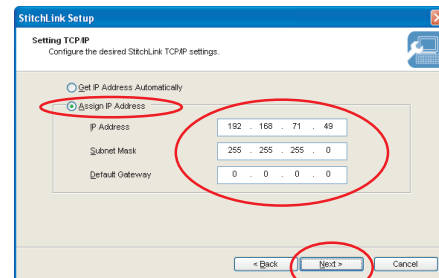 StitchLink Setup
Setting TCP/IP
Configure the desired StitchLink TCP/IP settings.
Get IP Address Automatically
Assign IP Address
IP Address 192 . 168 . 71 . 49
Subnet Mask 255 . 255 . 255 . 0
Default Gateway 0 . 0 . 0 . 0
< Back Next > Cancel